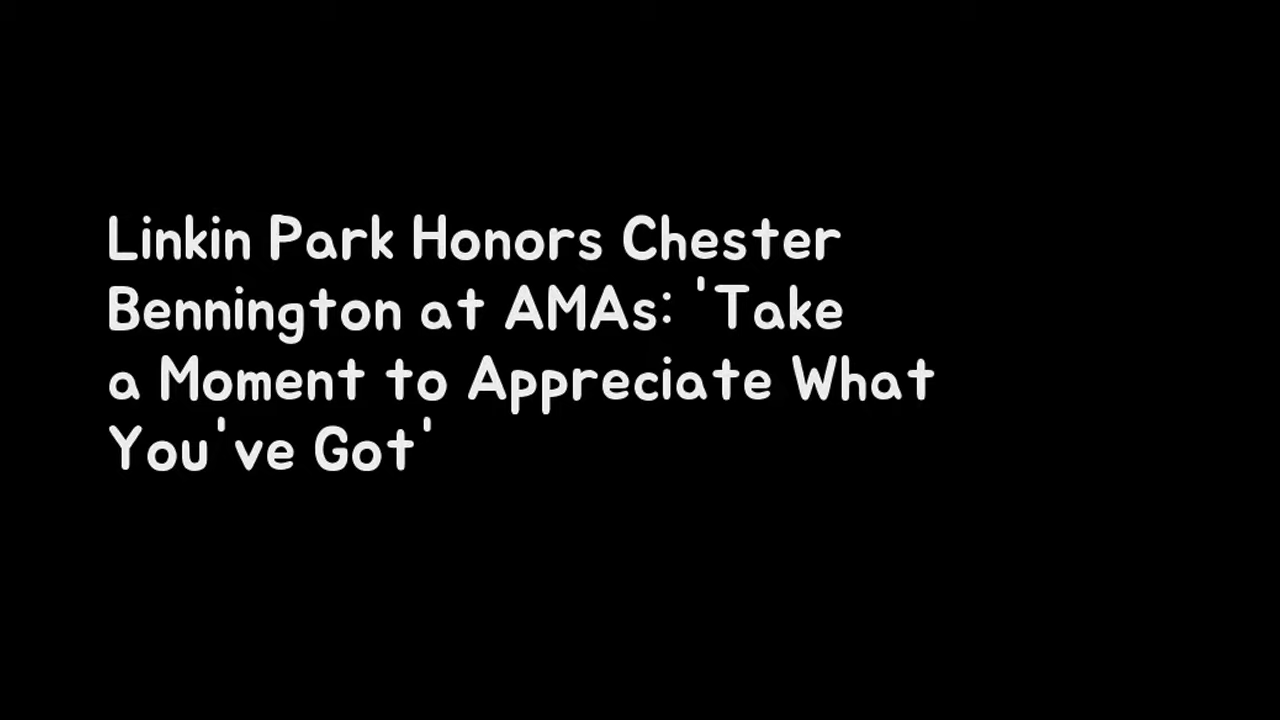 Linkin Park Honors Chester
Bennington at AMAs: 'Take
a Moment to Appreciate What
You've Got'